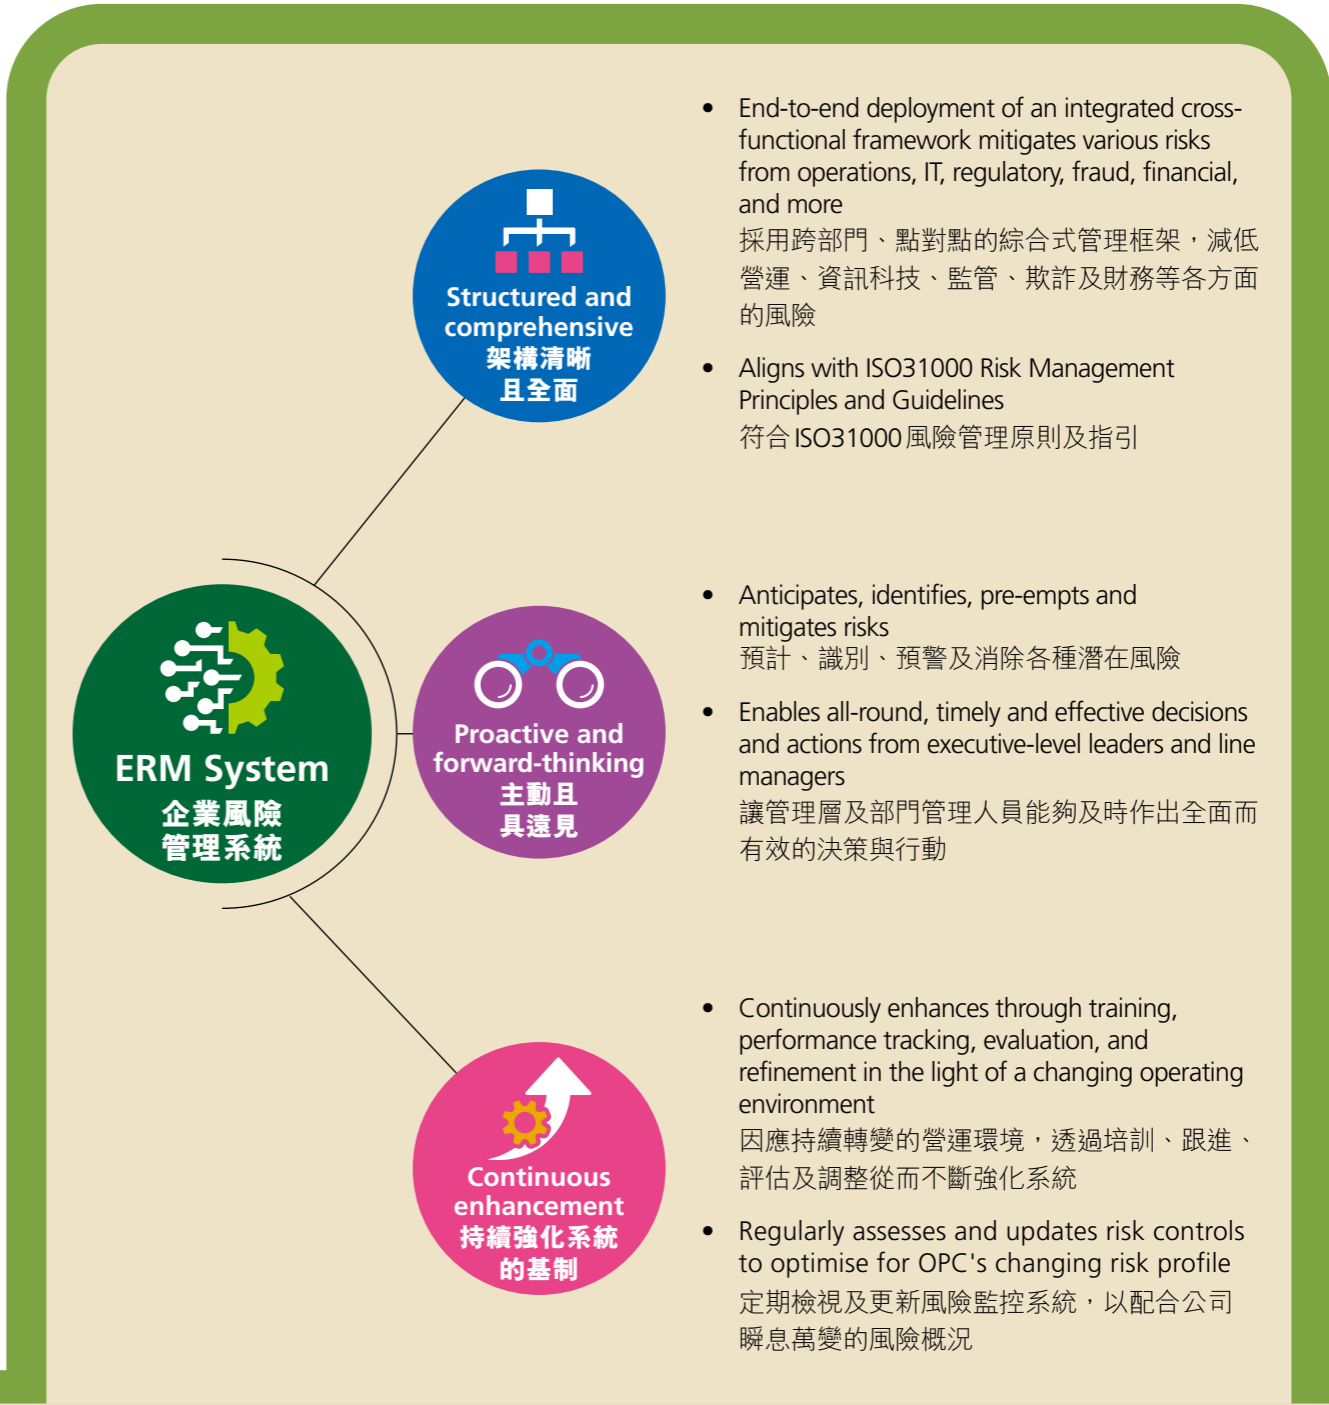 • End-to-end deployment of an integrated cross-
functional framework mitigates various risks
from operations, IT, regulatory, fraud, financial,
and more
採用跨部門、點對點的綜合式管理框架，減低
營運、資訊科技、監管、欺詐及財務等各方面
的風險
• Aligns with ISO31000 Risk Management
Principles and Guidelines
符合ISO31000風險管理原則及指引
Structured and
comprehensive
架構清晰
且全面
ERM System
企業風險
管理系統
Proactive and
forward-thinking
主動且
具遠見
• Anticipates, identifies, pre-empts and
mitigates risks
預計、識別、預警及消除各種潛在風險
• Enables all-round, timely and effective decisions
and actions from executive-level leaders and line
managers
讓管理層及部門管理人員能夠及時作出全面而
有效的決策與行動
Continuous
enhancement
持續強化系統
的基制
• Continuously enhances through training,
performance tracking, evaluation, and
refinement in the light of a changing operating
environment
因應持續轉變的營運環境，透過培訓、跟進、
評估及調整從而不斷強化系統
• Regularly assesses and updates risk controls
to optimise for OPC's changing risk profile
定期檢視及更新風險監控系統，以配合公司
瞬息萬變的風險概況